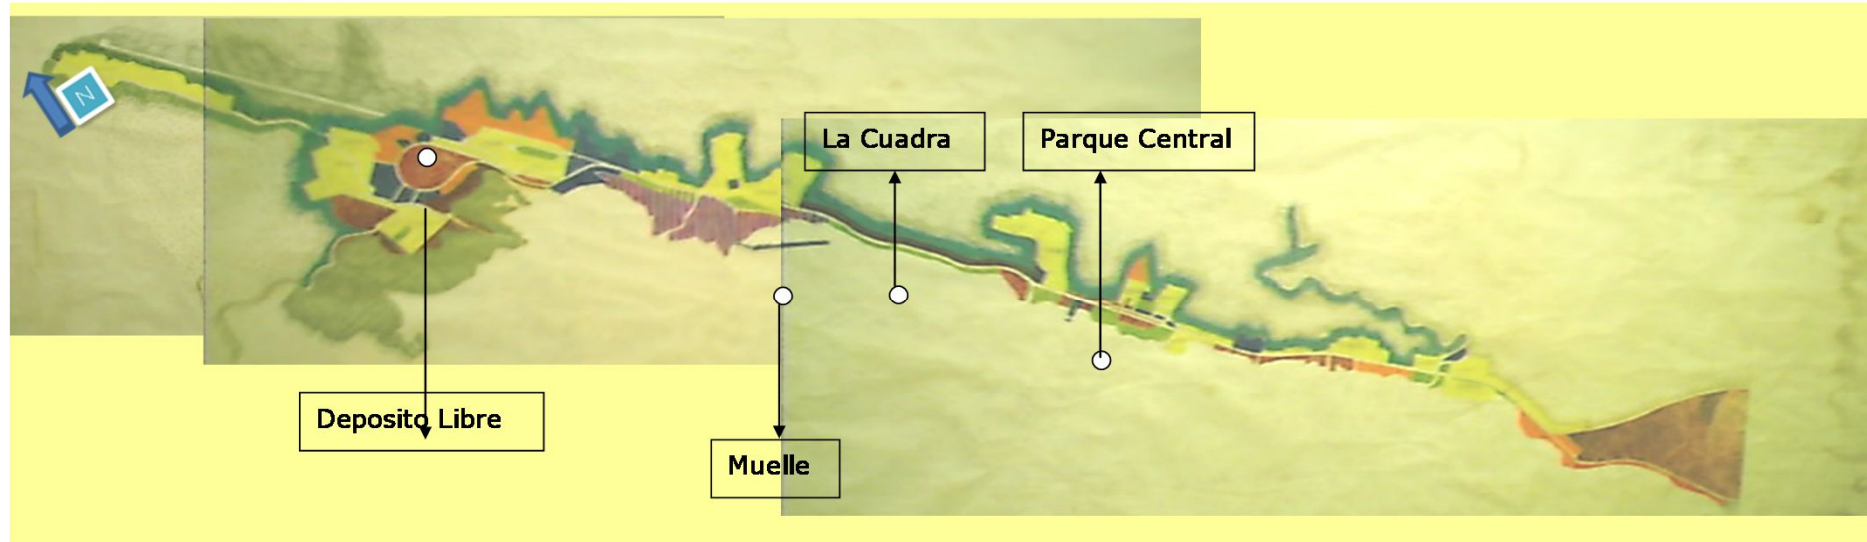 N
La Cuadra
Parque Central
Deposito Libre
Muelle